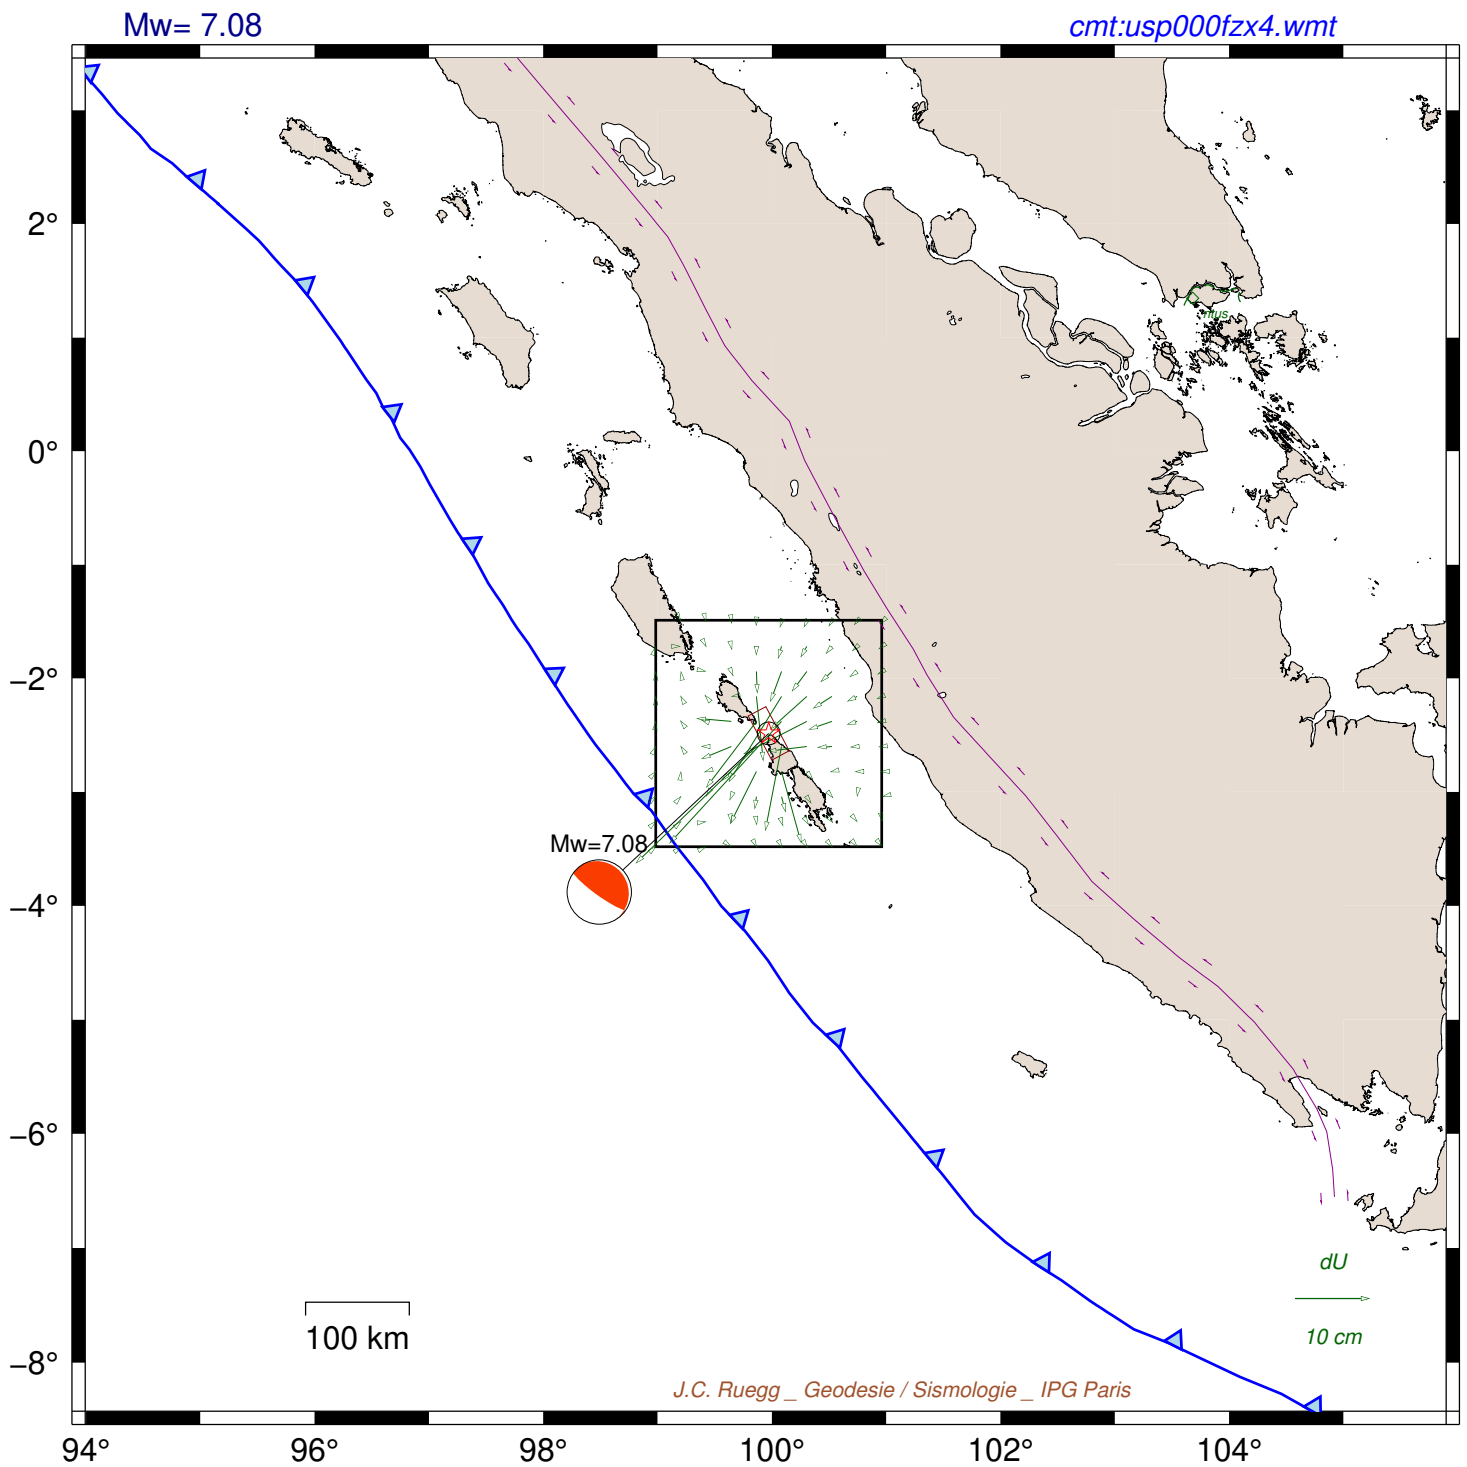 Mw= 7.08
cmt:usp000fzx4.wmt
2°
0°
−2°
−4°
−6°
−8°
ntus
Mw=7.08
dU
10 cm
100 km
J.C. Ruegg _ Geodesie / Sismologie _ IPG Paris
94°
96°
98°
100°
102°
104°